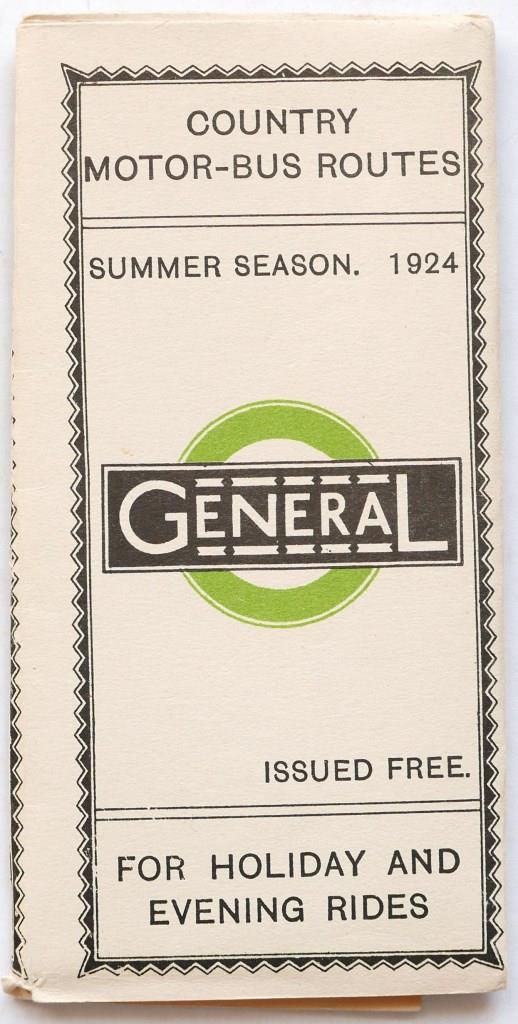 COUNTRY
MOTOR-BUS ROUTES
SUMMER SEASON. 1924
GENERAL
ISSUED FREE.
FOR HOLIDAY AND
EVENING RIDES